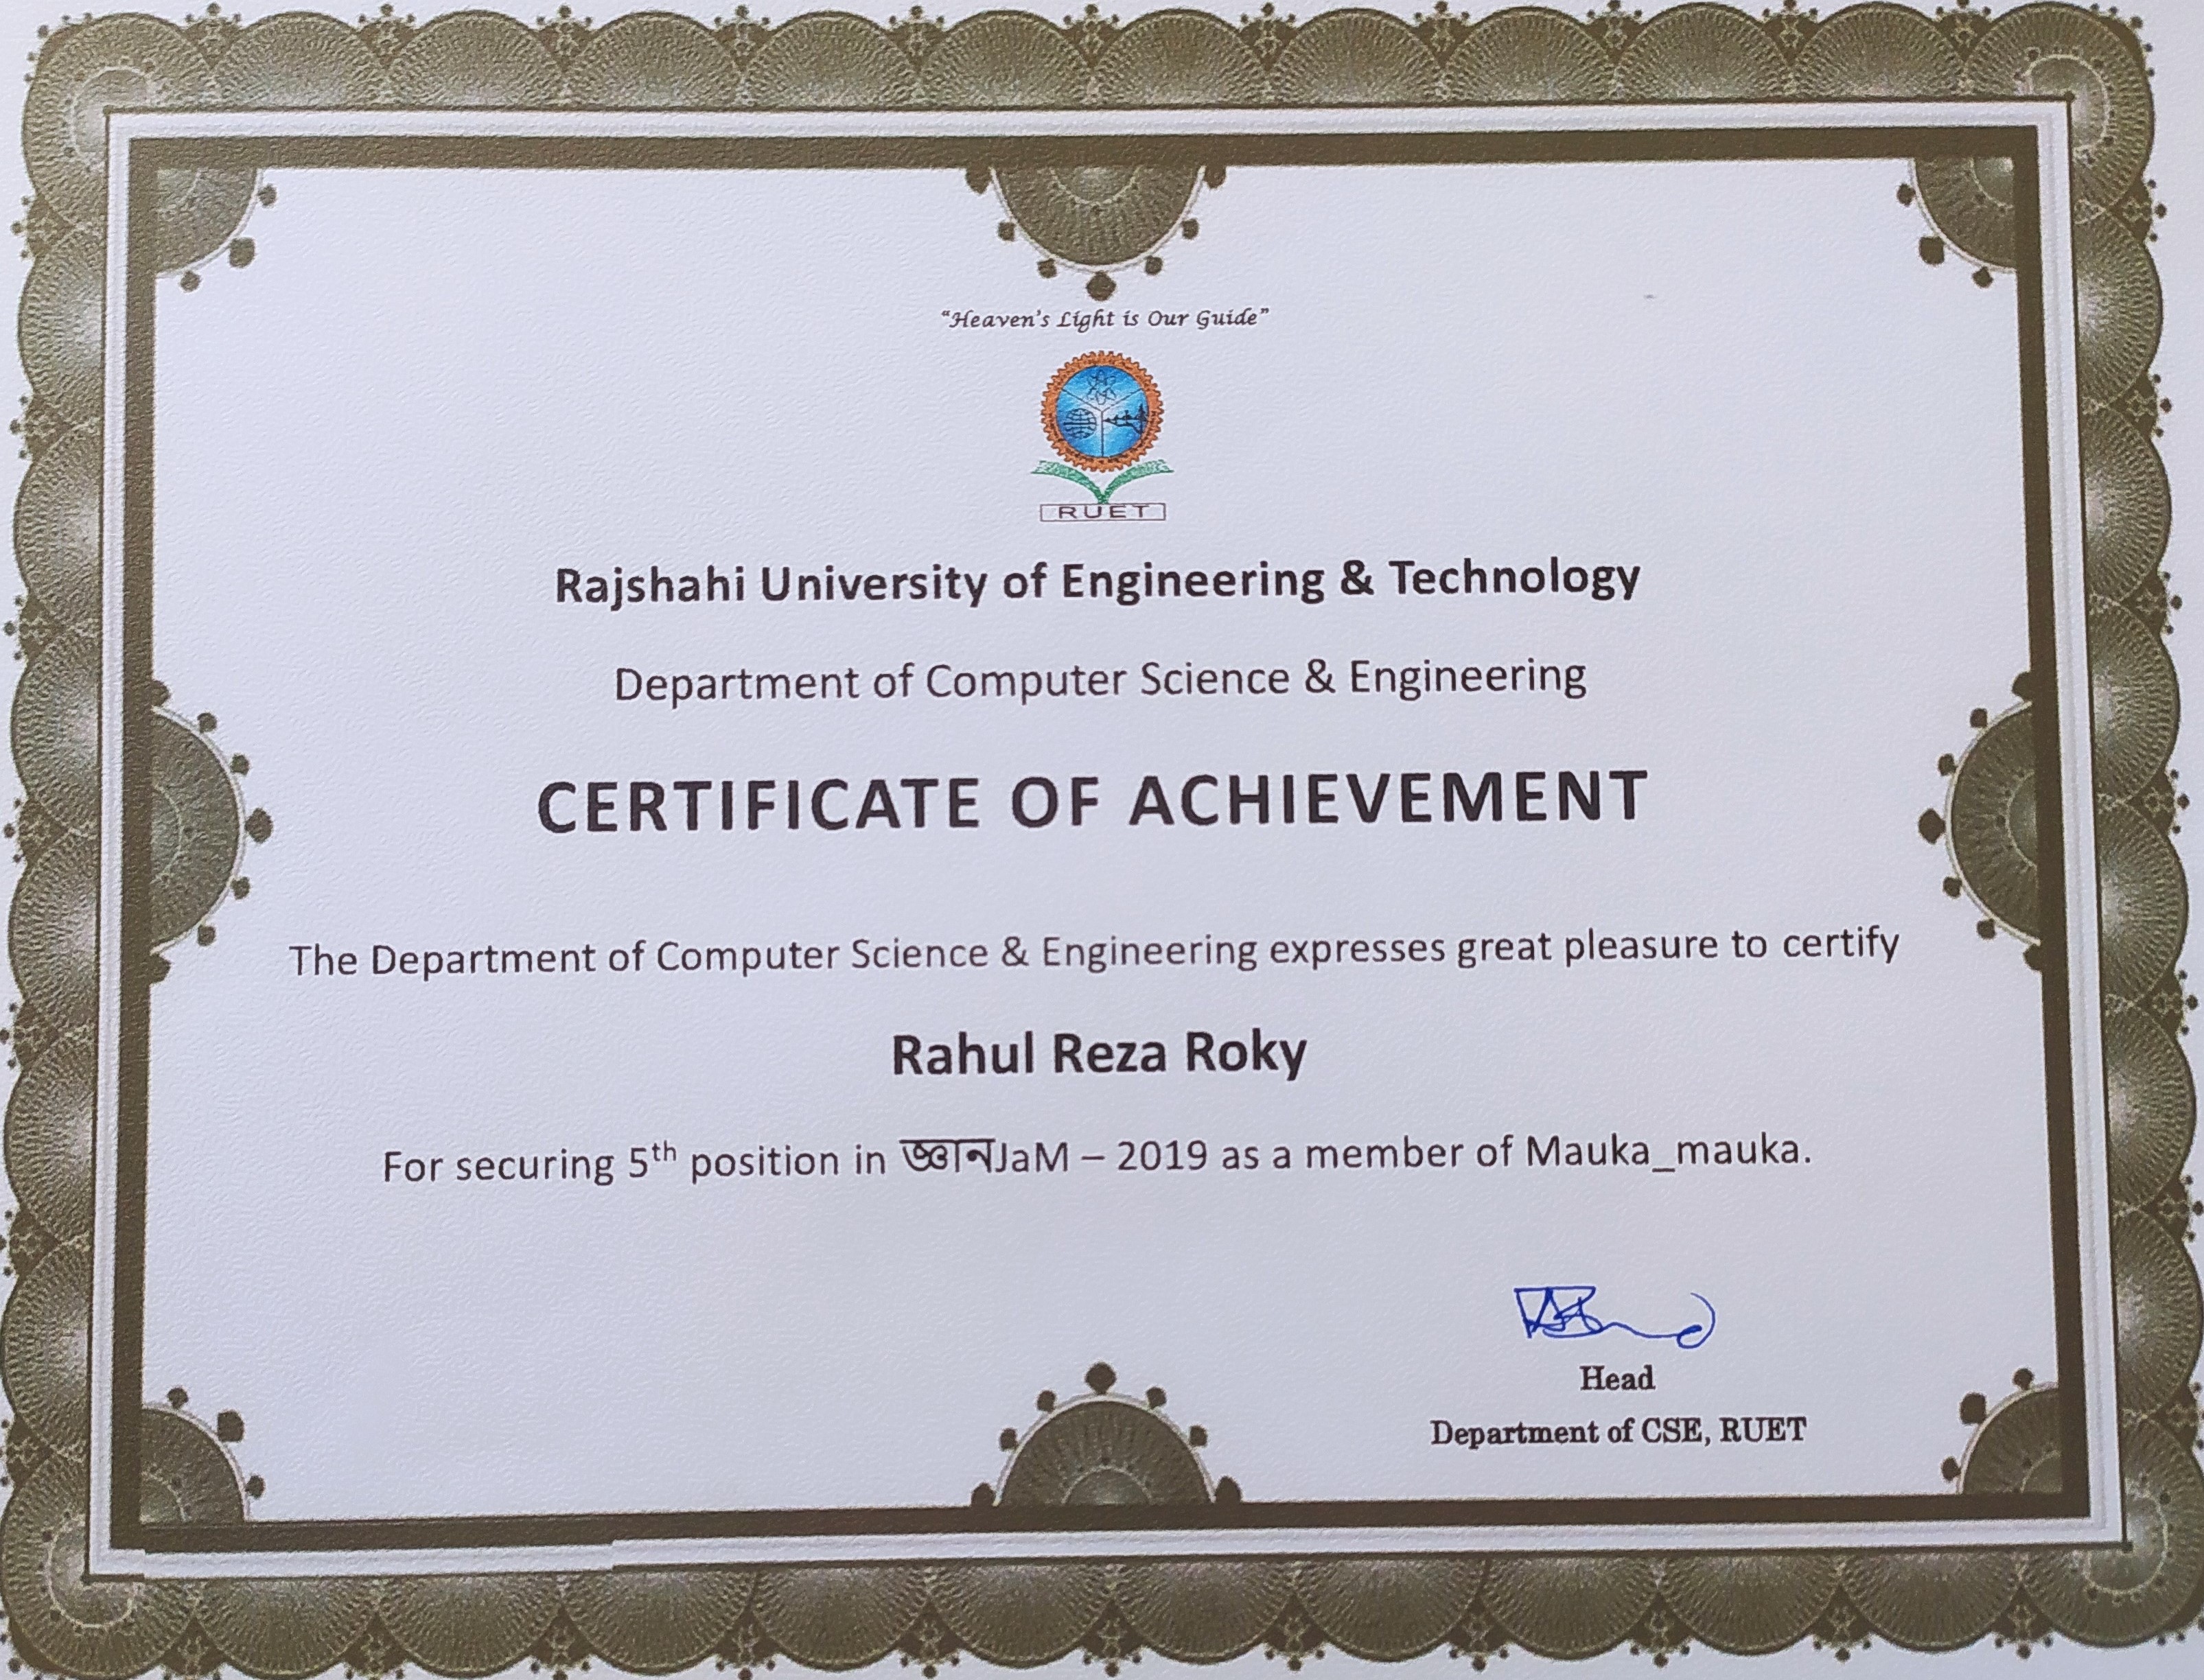 “Heaven's Light is Our Guide”
RUET
Rajshahi University of Engineering & Technology
Department of Computer Science & Engineering
CERTIFICATE OF ACHIEVEMENT
The Department of Computer Science & Engineering expresses great pleasure to certify
Rahul Reza Roky
For securing 5th position in জ্ঞানJaM – 2019 as a member of Mauka_mauka.
Head
Department of CSE, RUET